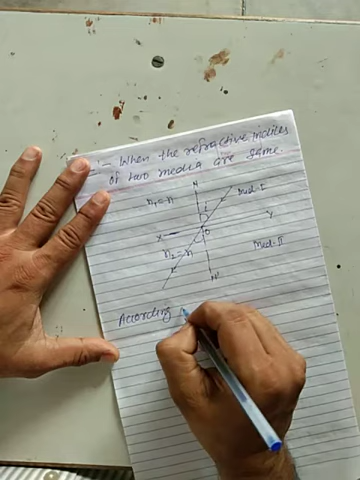 :- When the refractive indices
of two media are same.
N
Med-I
n₁=n
i
Y
X
O
n₂=n
Med-II
N'
According